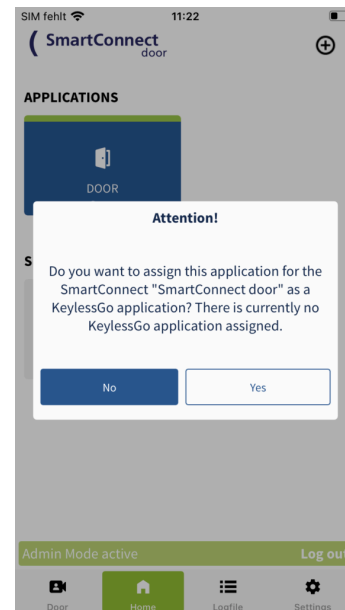 SIM fehlt 11:22
SmartConnect
door
APPLICATIONS
DOOR
Attention!
S
Do you want to assign this application for the
SmartConnect "SmartConnect door" as a
KeylessGo application? There is currently no
KeylessGo application assigned.
No Yes
Admin Mode active Log out
Door Home Logfile Settings